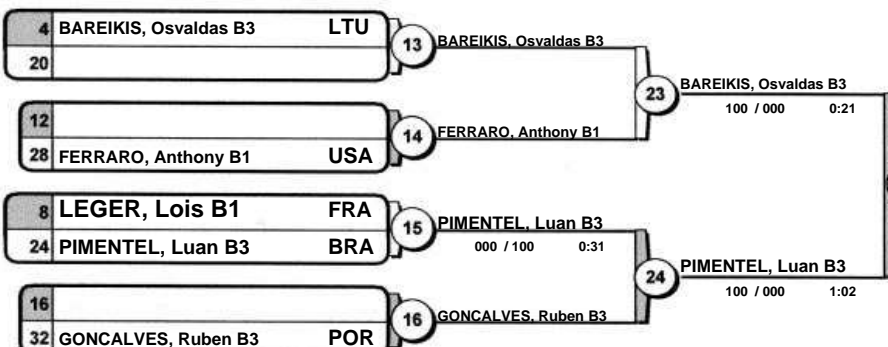 4 BAREIKIS, Osvaldas B3 LTU
20
13
BAREIKIS, Osvaldas B3
12
28 FERRARO, Anthony B1 USA
14
FERRARO, Anthony B1
23
BAREIKIS, Osvaldas B3
100 / 000 0:21
8 LEGER, Lois B1 FRA
24 PIMENTEL, Luan B3 BRA
15
PIMENTEL, Luan B3
000 / 100 0:31
16
32 GONCALVES, Ruben B3 POR
16
GONCALVES, Ruben B3
24
PIMENTEL, Luan B3
100 / 000 1:02